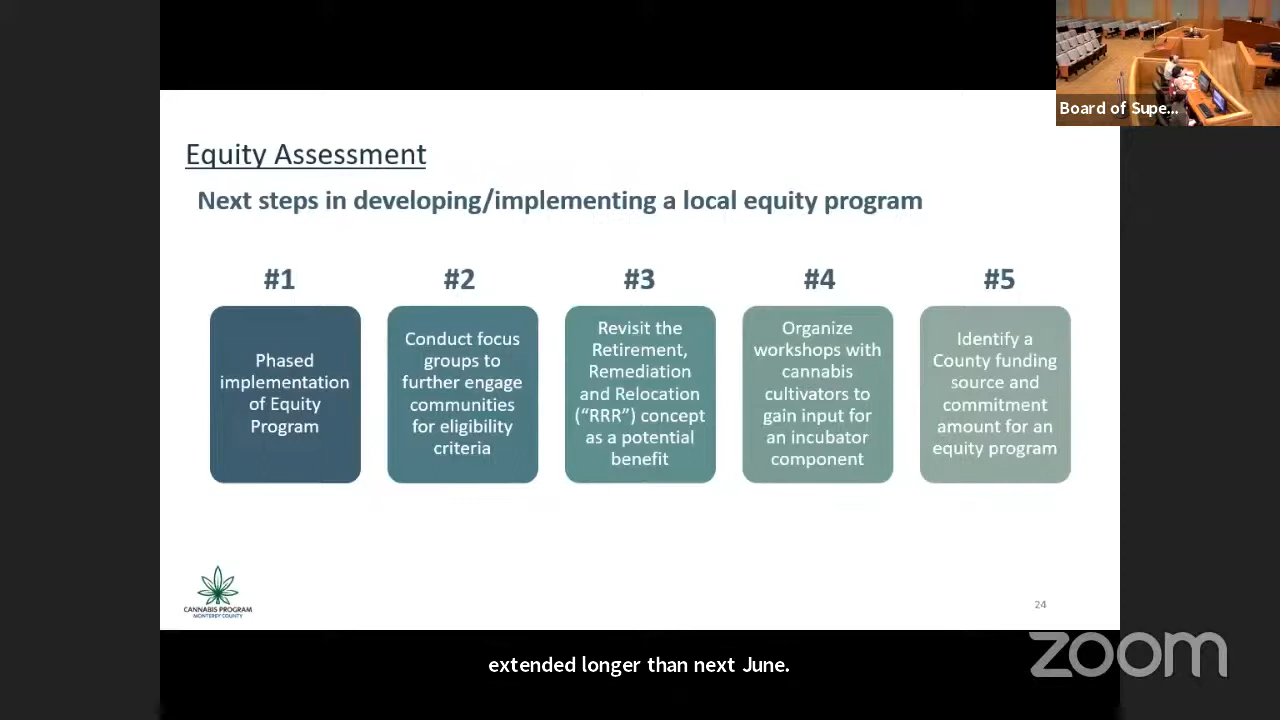 Board of Supe...
Equity Assessment
Next steps in developing/implementing a local equity program
#1
Phased
implementation
of Equity
Program
#2
Conduct focus
groups to
further engage
communities
for eligibility
criteria
#3
Revisit the
Retirement,
Remediation
and Relocation
("RRR") concept
as a potential
benefit
#4
Organize
workshops with
cannabis
cultivators to
gain input for
an incubator
component
#5
Identify a
County funding
source and
commitment
amount for an
equity program
CANNABIS PROGRAM
MONTEREY COUNTY
24
zoom
extended longer than next June.